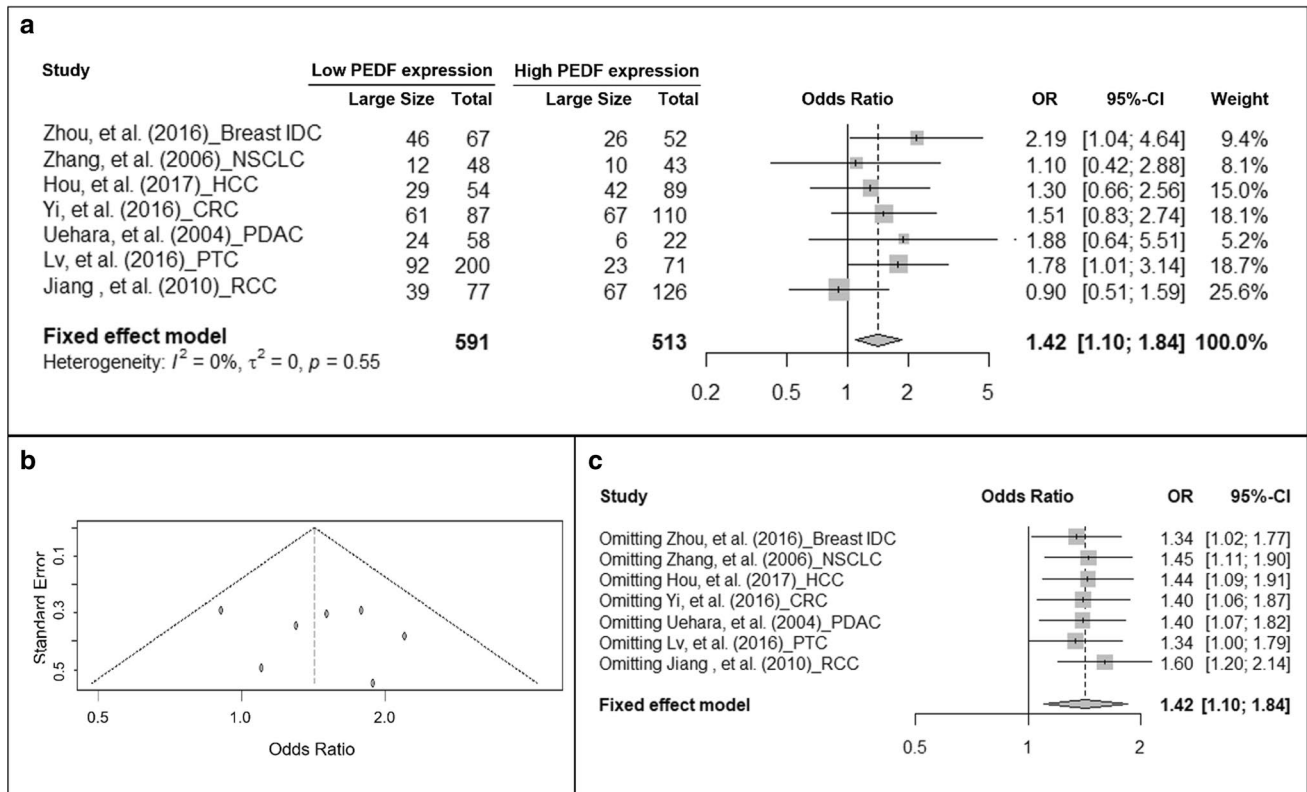 a
Study Low PEDF expression High PEDF expression
Large Size Total Large Size Total Odds Ratio OR 95%-CI Weight
Zhou, et al. (2016)_Breast IDC 46 67 26 52 2.19 [1.04; 4.64] 9.4%
Zhang, et al. (2006)_NSCLC 12 48 10 43 1.10 [0.42; 2.88] 8.1%
Hou, et al. (2017)_HCC 29 54 42 89 1.30 [0.66; 2.56] 15.0%
Yi, et al. (2016)_CRC 61 87 67 110 1.51 [0.83; 2.74] 18.1%
Uehara, et al. (2004)_PDAC 24 58 6 22 1.88 [0.64; 5.51] 5.2%
Lv, et al. (2016)_PTC 92 200 23 71 1.78 [1.01; 3.14] 18.7%
Jiang , et al. (2010)_RCC 39 77 67 126 0.90 [0.51; 1.59] 25.6%
Fixed effect model 591 513 1.42 [1.10; 1.84] 100.0%
Heterogeneity: I² = 0%, τ² = 0, p = 0.55
0.2 0.5 1 2 5
b
Standard Error
0.1
0.3
0.5
0.5 1.0 2.0
Odds Ratio
c
Study Odds Ratio OR 95%-CI
Omitting Zhou, et al. (2016)_Breast IDC 1.34 [1.02; 1.77]
Omitting Zhang, et al. (2006)_NSCLC 1.45 [1.11; 1.90]
Omitting Hou, et al. (2017)_HCC 1.44 [1.09; 1.91]
Omitting Yi, et al. (2016)_CRC 1.40 [1.06; 1.87]
Omitting Uehara, et al. (2004)_PDAC 1.40 [1.07; 1.82]
Omitting Lv, et al. (2016)_PTC 1.34 [1.00; 1.79]
Omitting Jiang , et al. (2010)_RCC 1.60 [1.20; 2.14]
Fixed effect model 1.42 [1.10; 1.84]
0.5 1 2